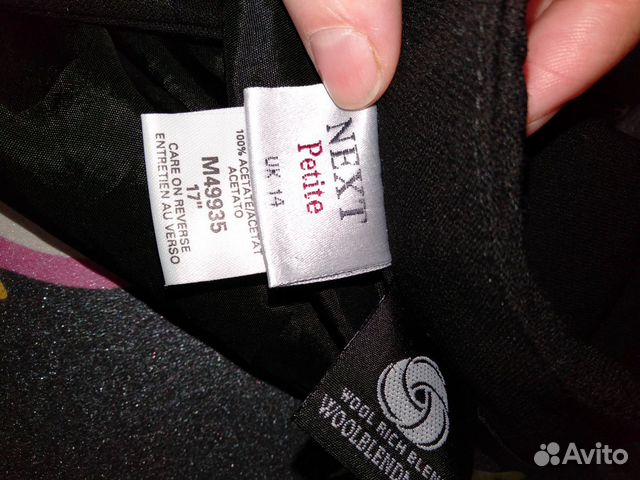 NEXT
Petite
UK 14
100% ACETATE/ACETAT
ACETATO
M49935
17"
CARE ON REVERSE
ENTRETIEN AU VERSO
WOOL RICH BLEN
WOOLBLEND
Avito